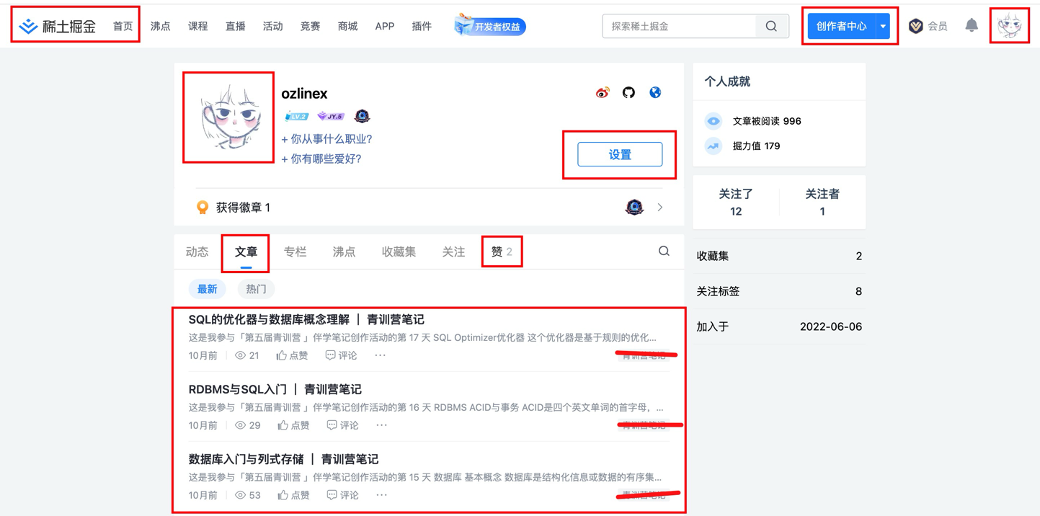 稀土掘金 首页 沸点 课程 直播 活动 竞赛 商城 APP 插件 开发者权益 探索稀土掘金 创作者中心 会员
ozlinex
LV.2 JY.5
+ 你从事什么职业?
+ 你有哪些爱好?
设置
获得徽章 1
动态 文章 专栏 沸点 收藏集 关注 赞 2
最新 热门
SQL的优化器与数据库概念理解 | 青训营笔记
这是我参与「第五届青训营 」伴学笔记创作活动的第 17 天 SQL Optimizer优化器 这个优化器是基于规则的优化...
10月前 21 点赞 评论 ...
青训营笔记
RDBMS与SQL入门 | 青训营笔记
这是我参与「第五届青训营 」伴学笔记创作活动的第 16 天 RDBMS ACID与事务 ACID是四个英文单词的首字母，...
10月前 29 点赞 评论 ...
青训营笔记
数据库入门与列式存储 | 青训营笔记
这是我参与「第五届青训营 」伴学笔记创作活动的第 15 天 数据库 基本概念 数据库是结构化信息或数据的有序集...
10月前 53 点赞 评论 ...
青训营笔记
个人成就
文章被阅读 996
掘力值 179
关注了 关注者
12 1
收藏集 2
关注标签 8
加入于 2022-06-06